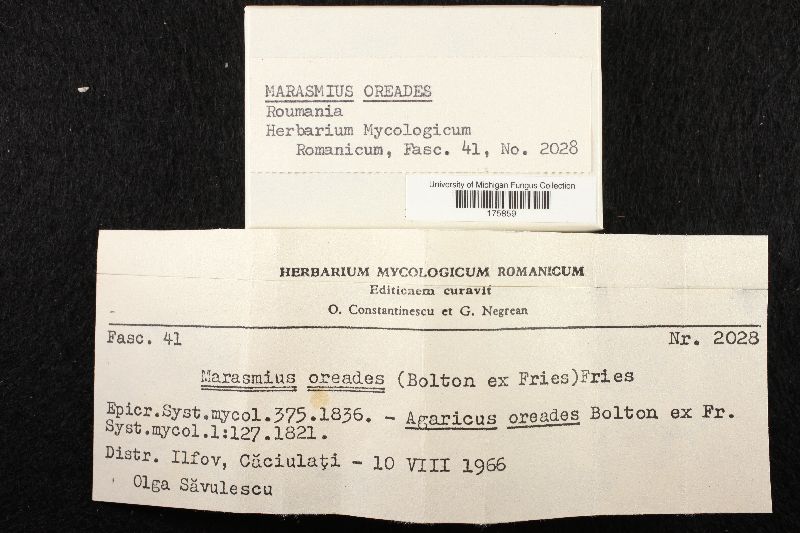 MARASMIUS OREADES
Roumania
Herbarium Mycologicum
Romanicum, Fasc. 41, No. 2028
University of Michigan Fungus Collection
175859
HERBARIUM MYCOLOGICUM ROMANICUM
Editionem curavit
O. Constantinescu et G. Negrean
Fasc. 41 Nr. 2028
Marasmius oreades (Bolton ex Fries)Fries
Epicr.Syst.mycol.375.1836. - Agaricus oreades Bolton ex Fr.
Syst.mycol.1:127.1821.
Distr. Ilfov, Căciulaţi - 10 VIII 1966
Olga Săvulescu